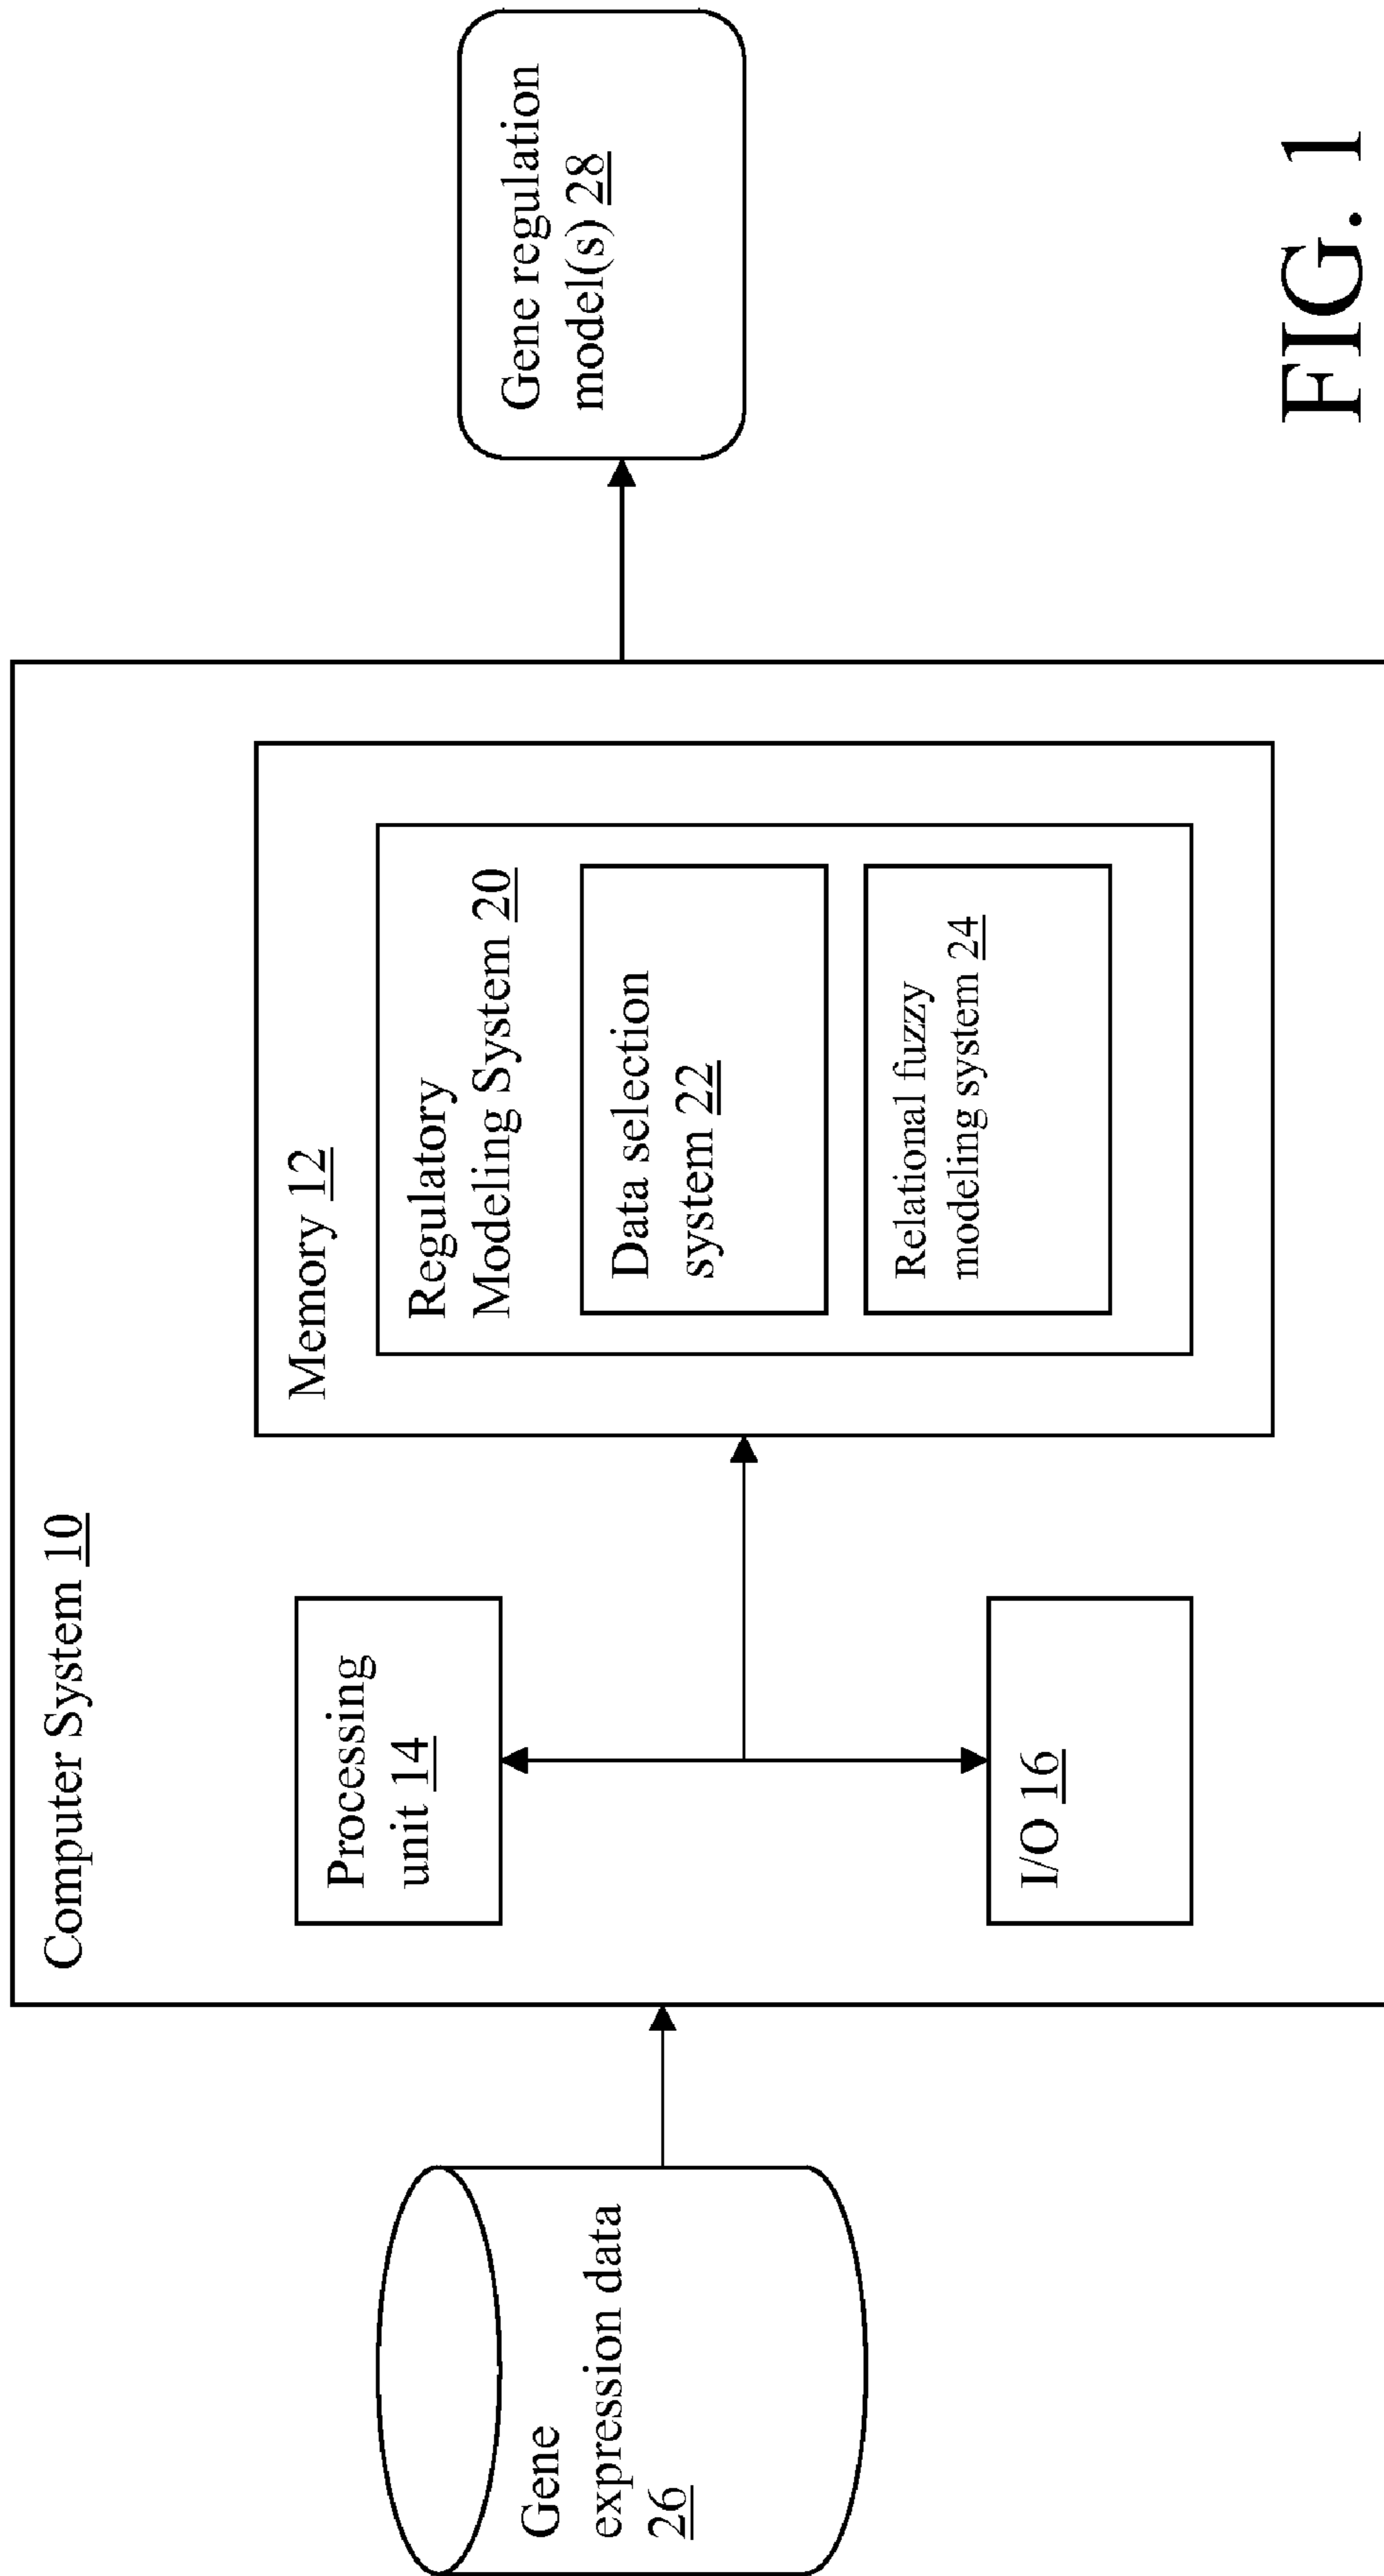 Computer System 10
Gene
expression data
26
Processing
unit 14
I/O 16
Memory 12
Regulatory
Modeling System 20
Data selection
system 22
Relational fuzzy
modeling system 24
Gene regulation
model(s) 28
FIG. 1